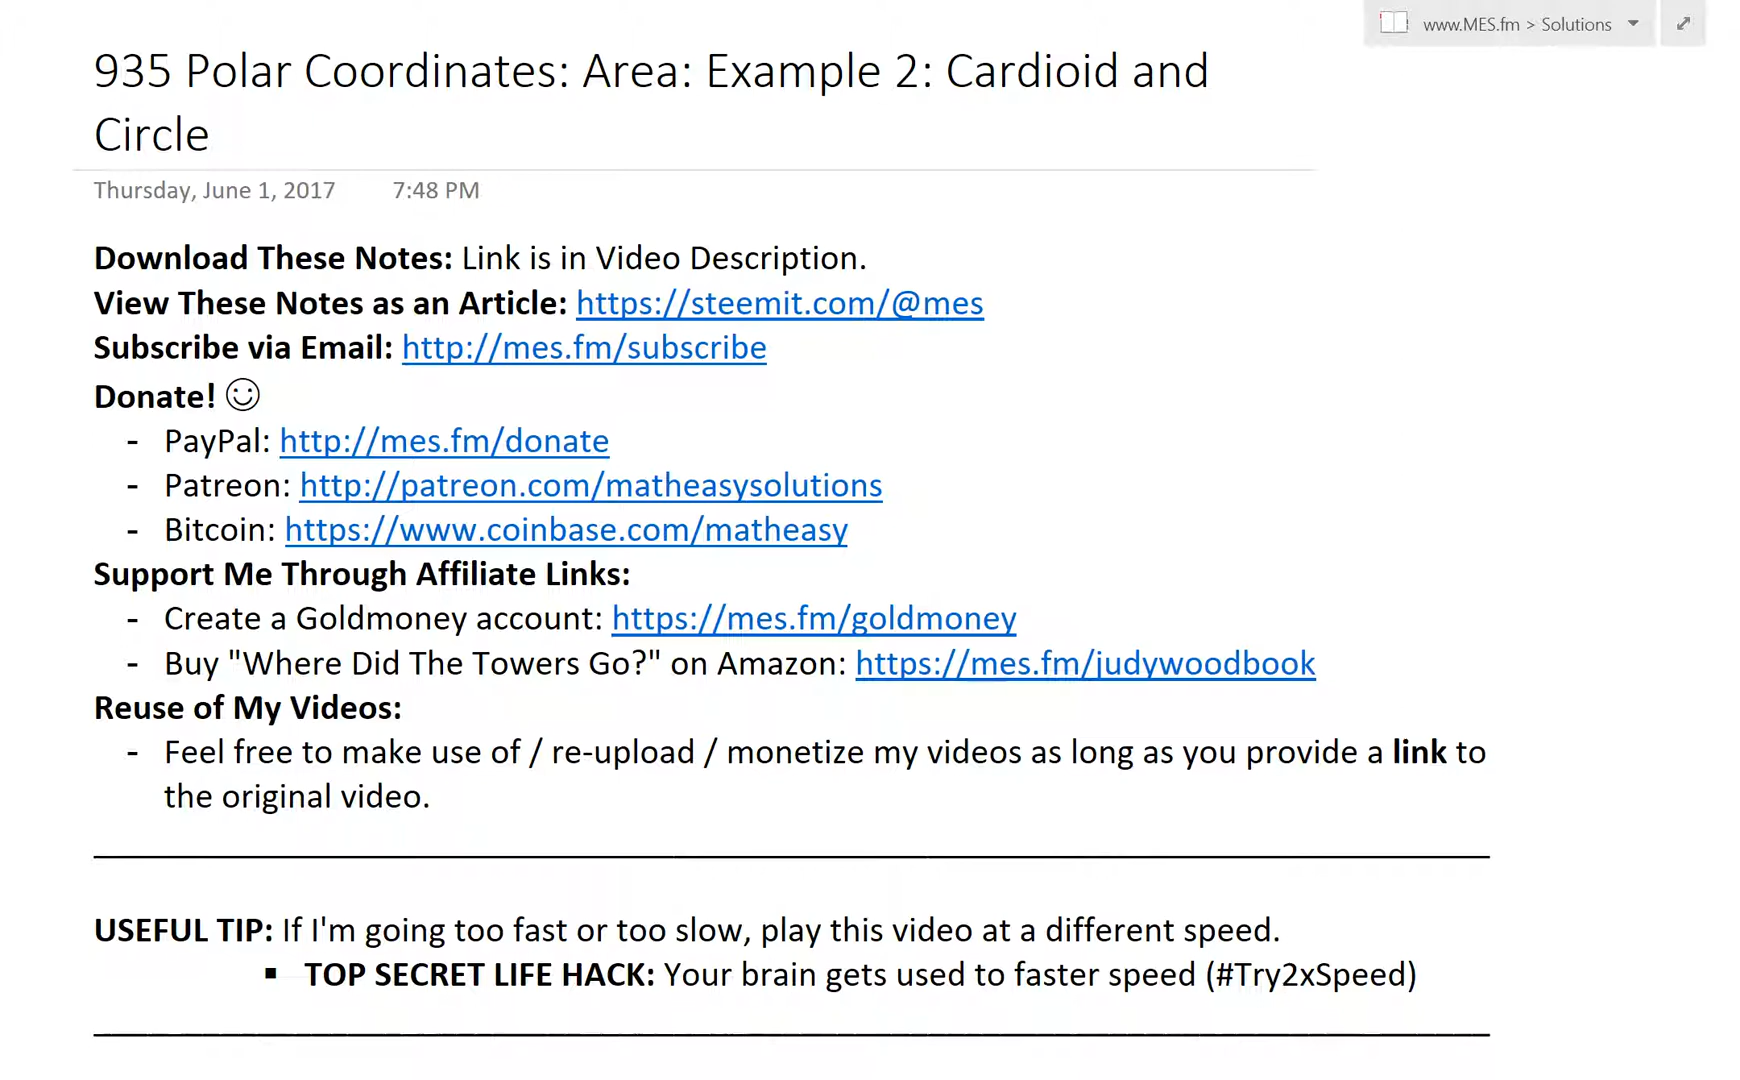 www.MES.fm > Solutions
935 Polar Coordinates: Area: Example 2: Cardioid and
Circle
Thursday, June 1, 2017 7:48 PM
Download These Notes: Link is in Video Description.
View These Notes as an Article: https://steemit.com/@mes
Subscribe via Email: http://mes.fm/subscribe
Donate! ☺
- PayPal: http://mes.fm/donate
- Patreon: http://patreon.com/matheasysolutions
- Bitcoin: https://www.coinbase.com/matheasy
Support Me Through Affiliate Links:
- Create a Goldmoney account: https://mes.fm/goldmoney
- Buy "Where Did The Towers Go?" on Amazon: https://mes.fm/judywoodbook
Reuse of My Videos:
- Feel free to make use of / re-upload / monetize my videos as long as you provide a link to
the original video.
USEFUL TIP: If I'm going too fast or too slow, play this video at a different speed.
▪ TOP SECRET LIFE HACK: Your brain gets used to faster speed (#Try2xSpeed)